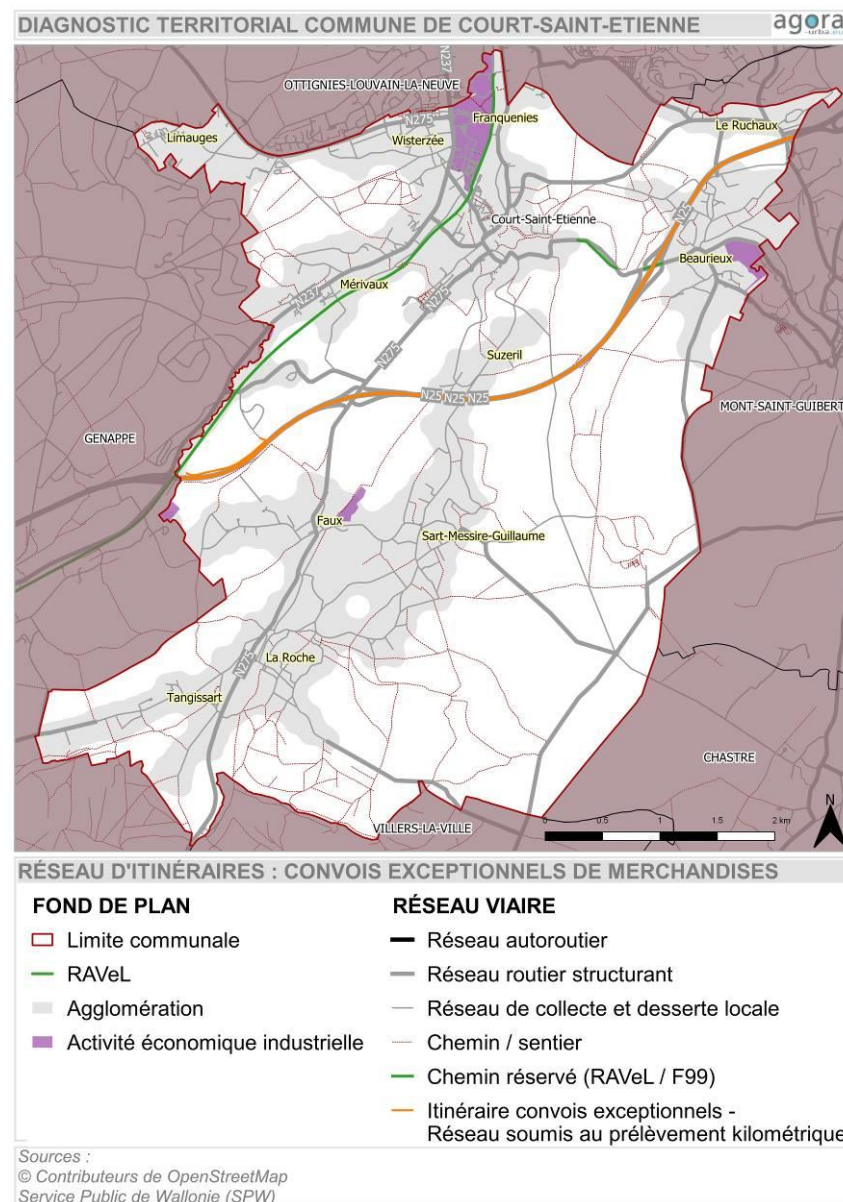 DIAGNOSTIC TERRITORIAL COMMUNE DE COURT-SAINT-ETIENNE
agora
-urba.eu
N237
OTTIGNIES-LOUVAIN-LA-NEUVE
N275
Franquenies
Limauges
Wisterzée
Le Ruchaux
Court-Saint-Etienne
N25
Beaurieux
Mérivaux
N237
N275
Suzeril
N275
N25 N25 N25
MONT-SAINT-GUIBERT
GENAPPE
Faux
Sart-Messire-Guillaume
La Roche
N275
Tangissart
CHASTRE
VILLERS-LA-VILLE
0 0.5 1 1.5 2 km
N
RÉSEAU D'ITINÉRAIRES : CONVOIS EXCEPTIONNELS DE MERCHANDISES
FOND DE PLAN
Limite communale
RAVeL
Agglomération
Activité économique industrielle
RÉSEAU VIAIRE
Réseau autoroutier
Réseau routier structurant
Réseau de collecte et desserte locale
Chemin / sentier
Chemin réservé (RAVeL / F99)
Itinéraire convois exceptionnels -
Réseau soumis au prélèvement kilométrique
Sources :
© Contributeurs de OpenStreetMap
Service Public de Wallonie (SPW)